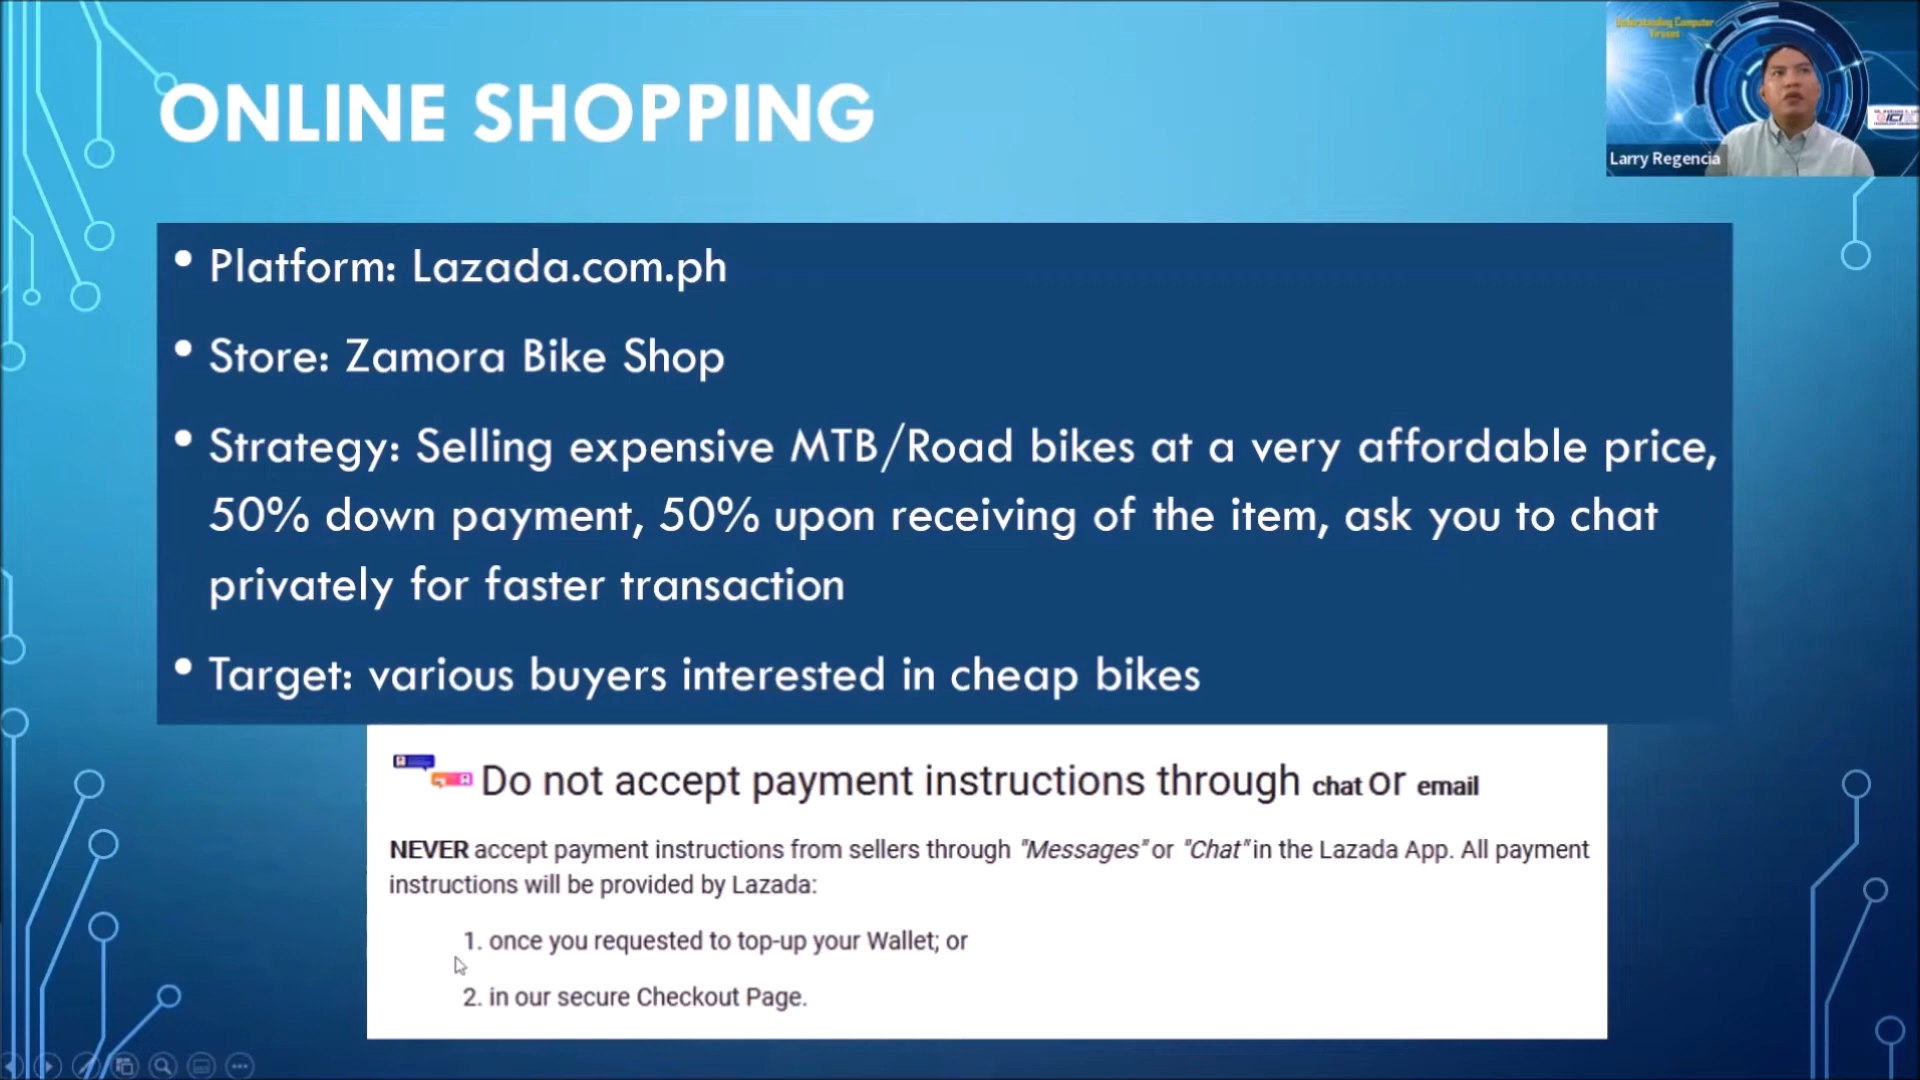 ONLINE SHOPPING
Understanding Computer
Viruses
Larry Regencia
• Platform: Lazada.com.ph
• Store: Zamora Bike Shop
• Strategy: Selling expensive MTB/Road bikes at a very affordable price,
50% down payment, 50% upon receiving of the item, ask you to chat
privately for faster transaction
• Target: various buyers interested in cheap bikes
Do not accept payment instructions through chat or email
NEVER accept payment instructions from sellers through "Messages" or "Chat" in the Lazada App. All payment
instructions will be provided by Lazada:
1. once you requested to top-up your Wallet; or
2. in our secure Checkout Page.